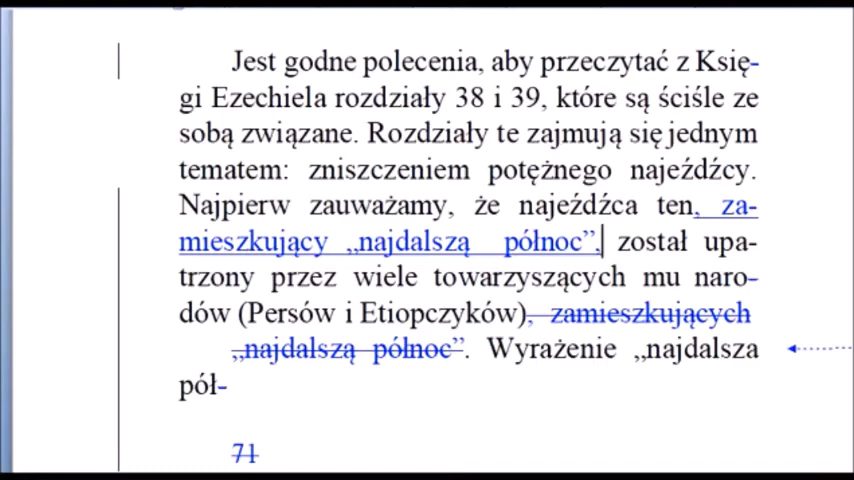 Jest godne polecenia, aby przeczytać z Księ-
gi Ezechiela rozdziały 38 i 39, które są ściśle ze
sobą związane. Rozdziały te zajmują się jednym
tematem: zniszczeniem potężnego najeźdźcy.
Najpierw zauważamy, że najeźdźca ten, za-
mieszkujący „najdalszą północ”, został upa-
trzony przez wiele towarzyszących mu naro-
dów (Persów i Etiopczyków), zamieszkujących
„najdalszą północ”. Wyrażenie „najdalsza
pół-
71